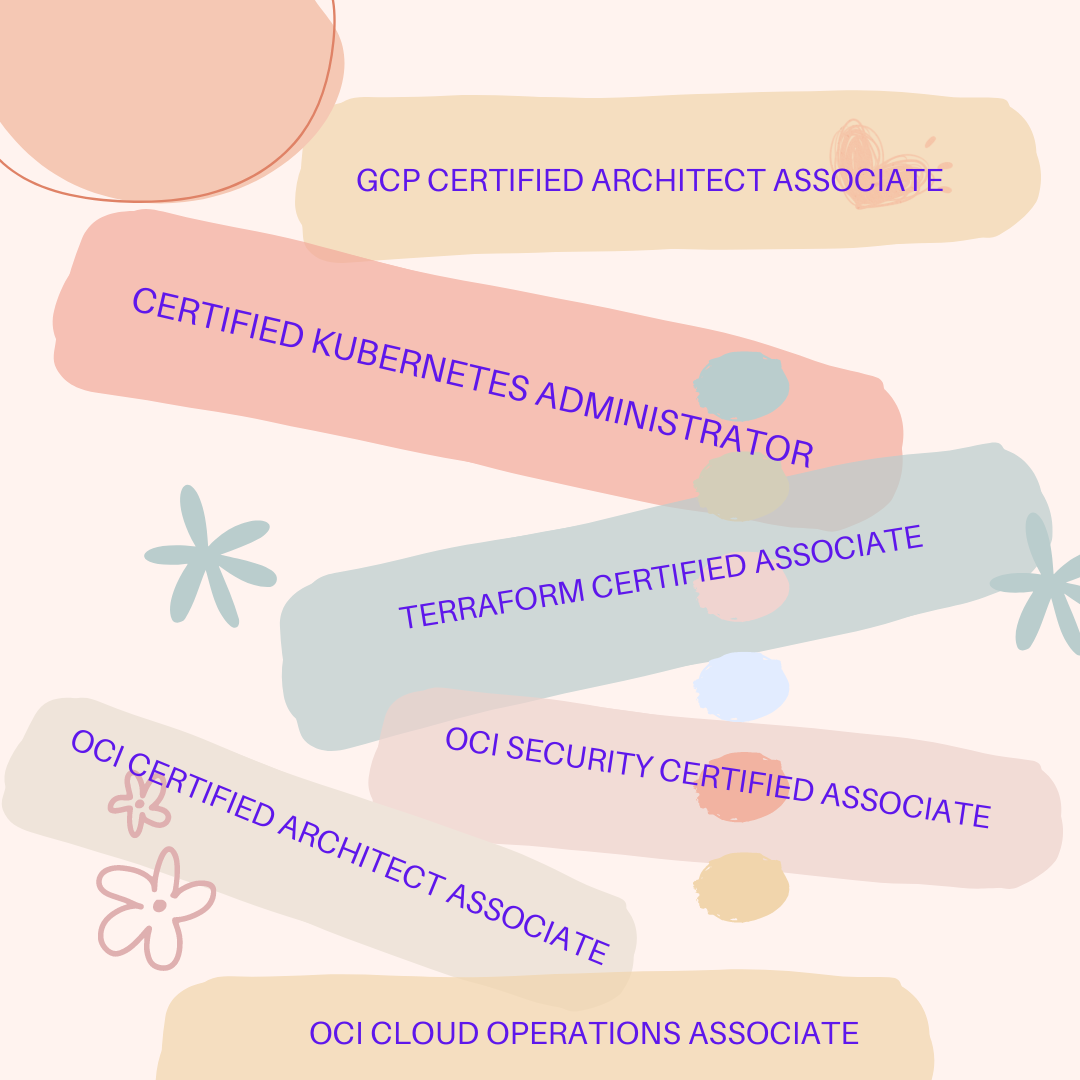 GCP CERTIFIED ARCHITECT ASSOCIATE
CERTIFIED KUBERNETES ADMINISTRATOR
TERRAFORM CERTIFIED ASSOCIATE
OCI SECURITY CERTIFIED ASSOCIATE
OCI CERTIFIED ARCHITECT ASSOCIATE
OCI CLOUD OPERATIONS ASSOCIATE